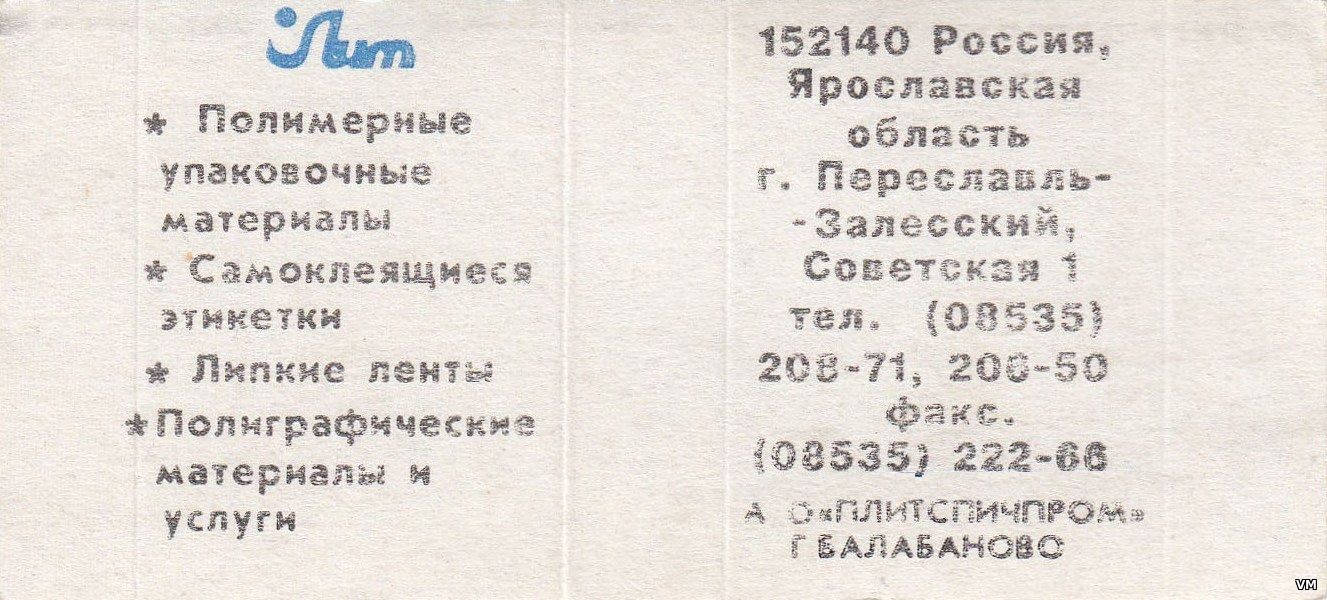 Лит
★ Полимерные
упаковочные
материалы
★ Самоклеящиеся
этикетки
★ Липкие ленты
★Полиграфические
материалы и
услуги
152140 Россия,
Ярославская
область
г. Переславль-
-Залесский,
Советская 1
тел. (08535)
208-71, 206-50
факс.
(08535) 222-66
А О«ПЛИТСПИЧПРОМ»
Г БАЛАБАНОВО
VM